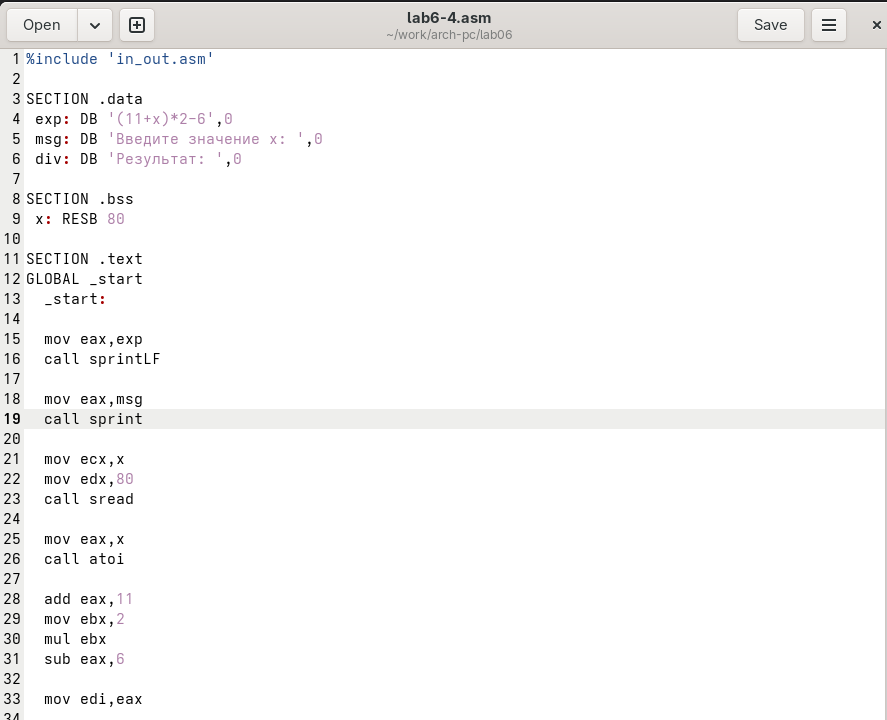 Open
lab6-4.asm
~/work/arch-pc/lab06
Save
1 %include 'in_out.asm'
2
3 SECTION .data
4 exp: DB '(11+x)*2-6',0
5 msg: DB 'Введите значение x: ',0
6 div: DB 'Результат: ',0
7
8 SECTION .bss
9 x: RESB 80
10
11 SECTION .text
12 GLOBAL _start
13 _start:
14
15 mov eax,exp
16 call sprintLF
17
18 mov eax,msg
19 call sprint
20
21 mov ecx,x
22 mov edx,80
23 call sread
24
25 mov eax,x
26 call atoi
27
28 add eax,11
29 mov ebx,2
30 mul ebx
31 sub eax,6
32
33 mov edi,eax
34